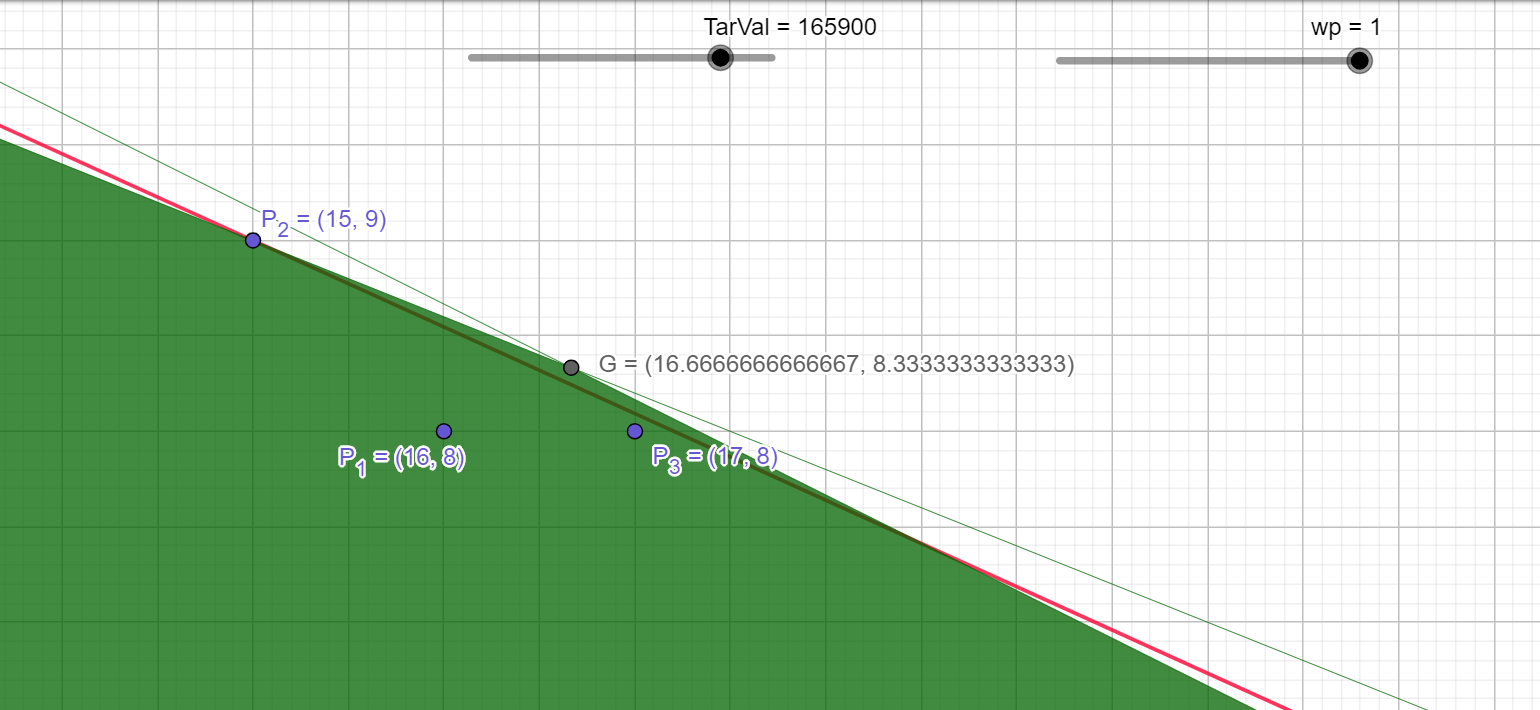 TarVal = 165900
wp = 1
P₂ = (15, 9)
G = (16.6666666666667, 8.3333333333333)
P₁ = (16, 8)
P₃ = (17, 8)